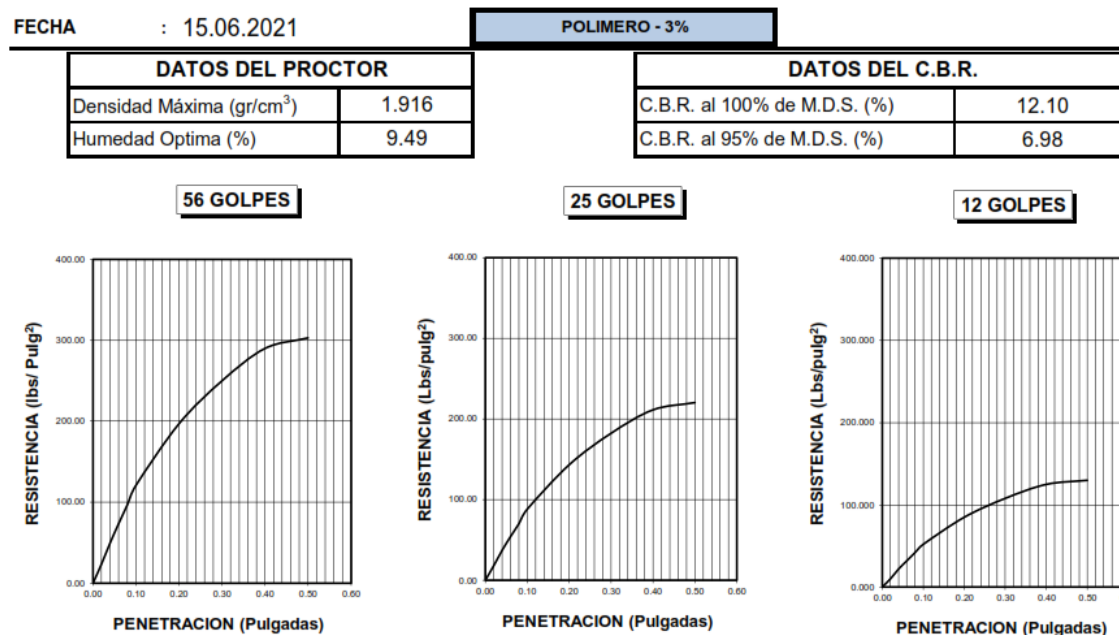 FECHA : 15.06.2021
POLIMERO - 3%
DATOS DEL PROCTOR
Densidad Máxima (gr/cm³) 1.916
Humedad Optima (%) 9.49
DATOS DEL C.B.R.
C.B.R. al 100% de M.D.S. (%) 12.10
C.B.R. al 95% de M.D.S. (%) 6.98
56 GOLPES
RESISTENCIA (lbs/ Pulg²)
400.00
300.00
200.00
100.00
0.00
0.00 0.10 0.20 0.30 0.40 0.50 0.60
PENETRACION (Pulgadas)
25 GOLPES
RESISTENCIA (Lbs/pulg²)
400.00
300.00
200.00
100.00
0.00
0.00 0.10 0.20 0.30 0.40 0.50 0.60
PENETRACION (Pulgadas)
12 GOLPES
RESISTENCIA (Lbs/pulg²)
400.000
300.000
200.000
100.000
0.000
0.00 0.10 0.20 0.30 0.40 0.50
PENETRACION (Pulgadas)